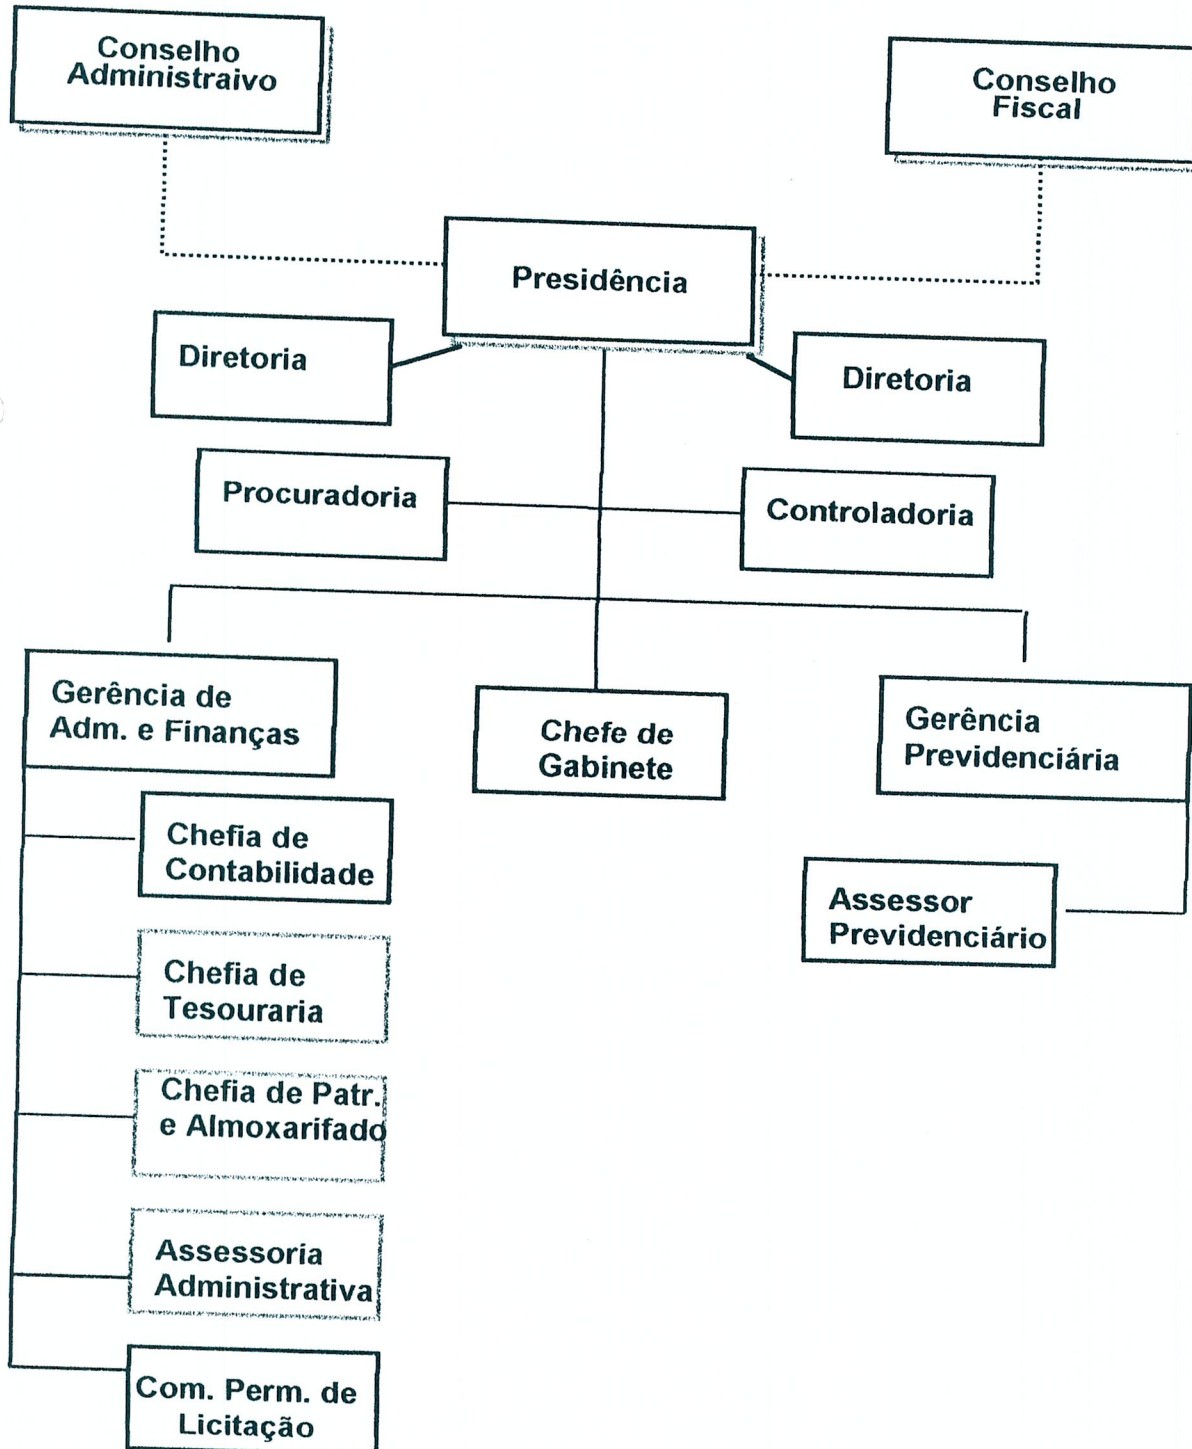 Conselho
Administraivo
Conselho
Fiscal
Presidência
Diretoria
Diretoria
Procuradoria
Controladoria
Gerência de
Adm. e Finanças
Chefe de
Gabinete
Gerência
Previdenciária
Chefia de
Contabilidade
Assessor
Previdenciário
Chefia de
Tesouraria
Chefia de Patr.
e Almoxarifado
Assessoria
Administrativa
Com. Perm. de
Licitação